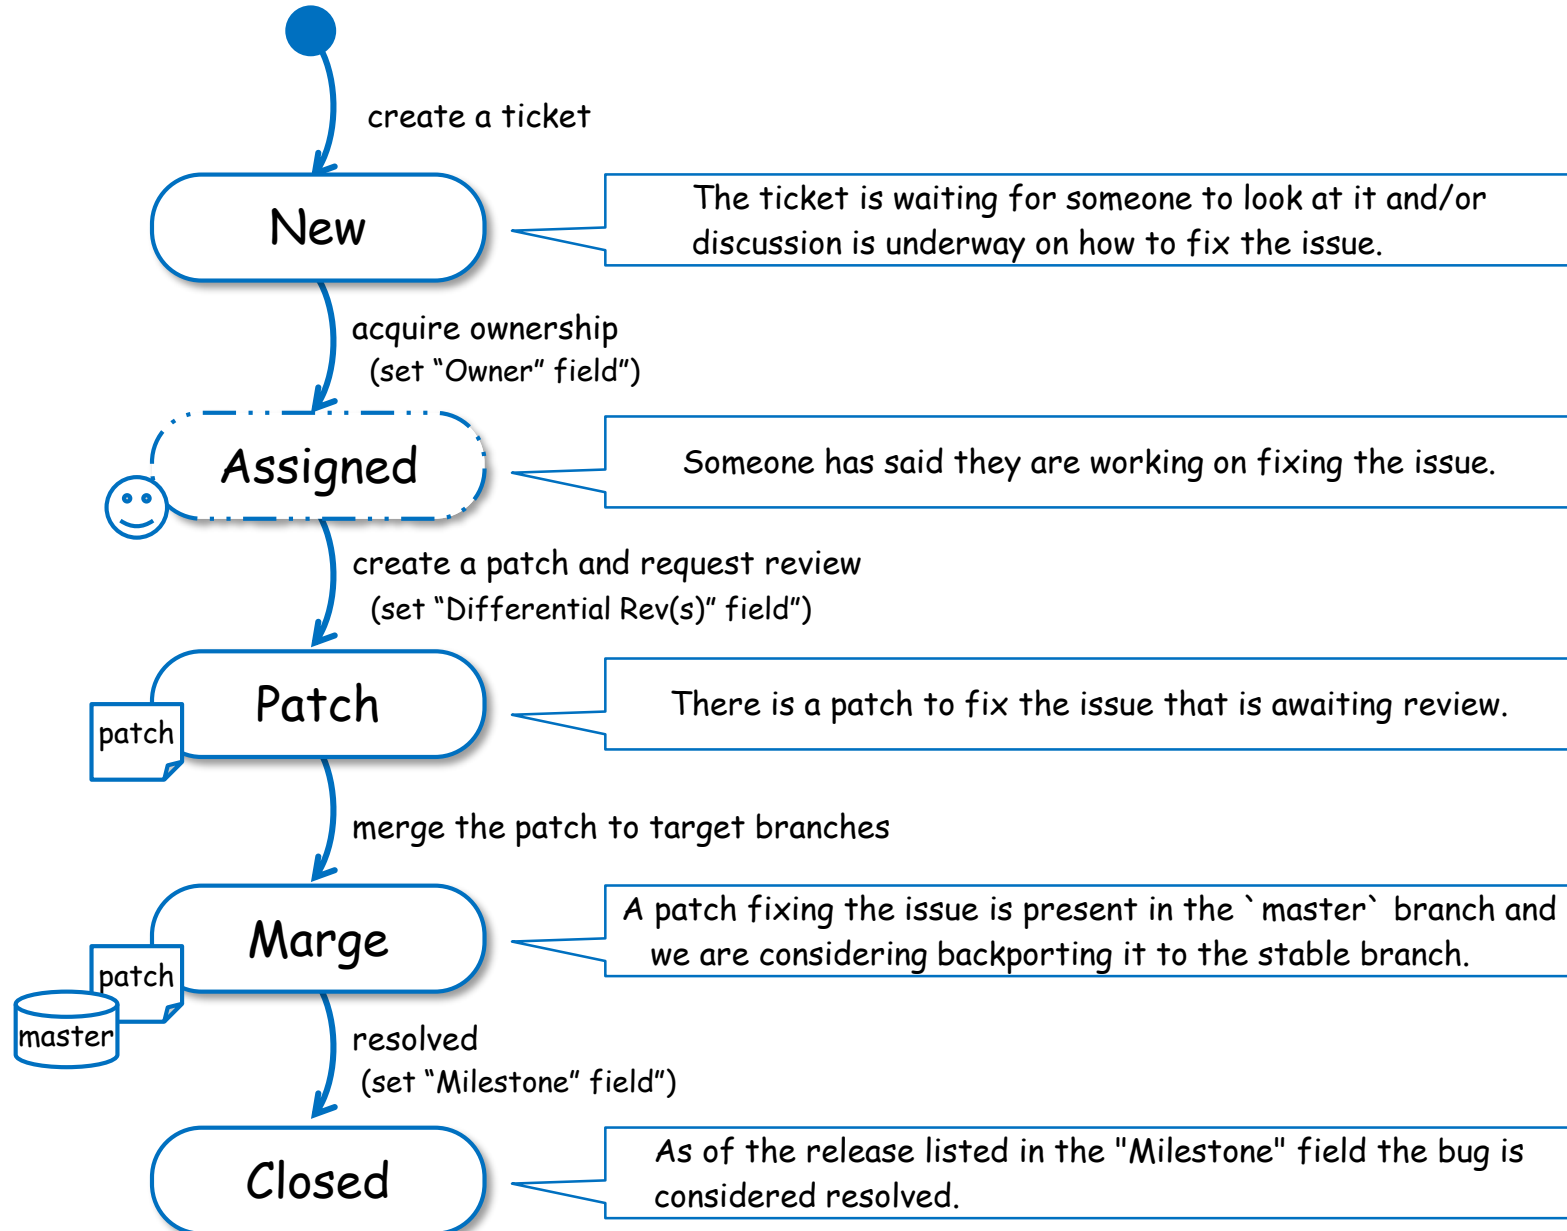 create a ticket
New
The ticket is waiting for someone to look at it and/or
discussion is underway on how to fix the issue.
acquire ownership
(set “Owner” field”)
Assigned
Someone has said they are working on fixing the issue.
create a patch and request review
(set “Differential Rev(s)” field”)
Patch
patch
There is a patch to fix the issue that is awaiting review.
merge the patch to target branches
Marge
patch
master
A patch fixing the issue is present in the `master` branch and
we are considering backporting it to the stable branch.
resolved
(set “Milestone” field”)
Closed
As of the release listed in the "Milestone" field the bug is
considered resolved.